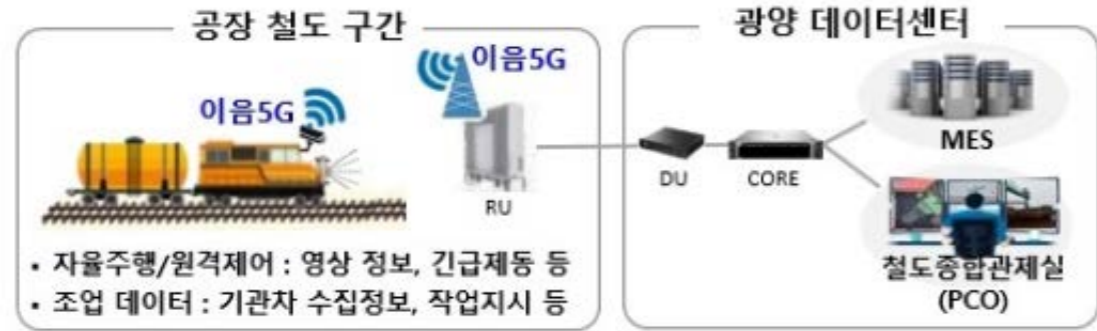 공장 철도 구간
이음5G
이음5G
RU
• 자율주행/원격제어 : 영상 정보, 긴급제동 등
• 조업 데이터 : 기관차 수집정보, 작업지시 등
광양 데이터센터
MES
DU
CORE
철도종합관제실
(PCO)